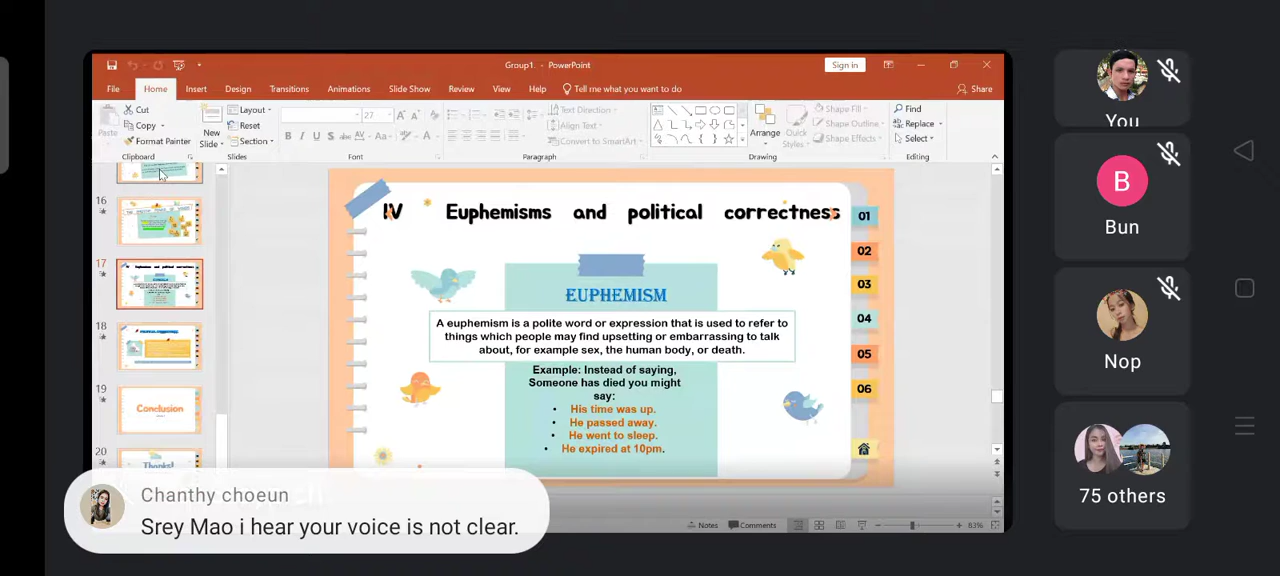 Group1. - PowerPoint
Sign in
File Home Insert Design Transitions Animations Slide Show Review View Help Tell me what you want to do Share
Paste
Cut
Copy
Format Painter
Clipboard
New
Slide
Layout
Reset
Section
Slides
27
Font
Text Direction
Align Text
Convert to SmartArt
Paragraph
Arrange
Quick
Styles
Shape Fill
Shape Outline
Shape Effects
Drawing
Find
Replace
Select
Editing
16
17
18
19
Conclusion
20
Thanks!
IV Euphemisms and political correctness
EUPHEMISM
A euphemism is a polite word or expression that is used to refer to
things which people may find upsetting or embarrassing to talk
about, for example sex, the human body, or death.
Example: Instead of saying,
Someone has died you might
say:
• His time was up.
• He passed away.
• He went to sleep.
• He expired at 10pm.
01
02
03
04
05
06
Notes Comments 83%
Chanthy choeun
Srey Mao i hear your voice is not clear.
You
B
Bun
Nop
75 others